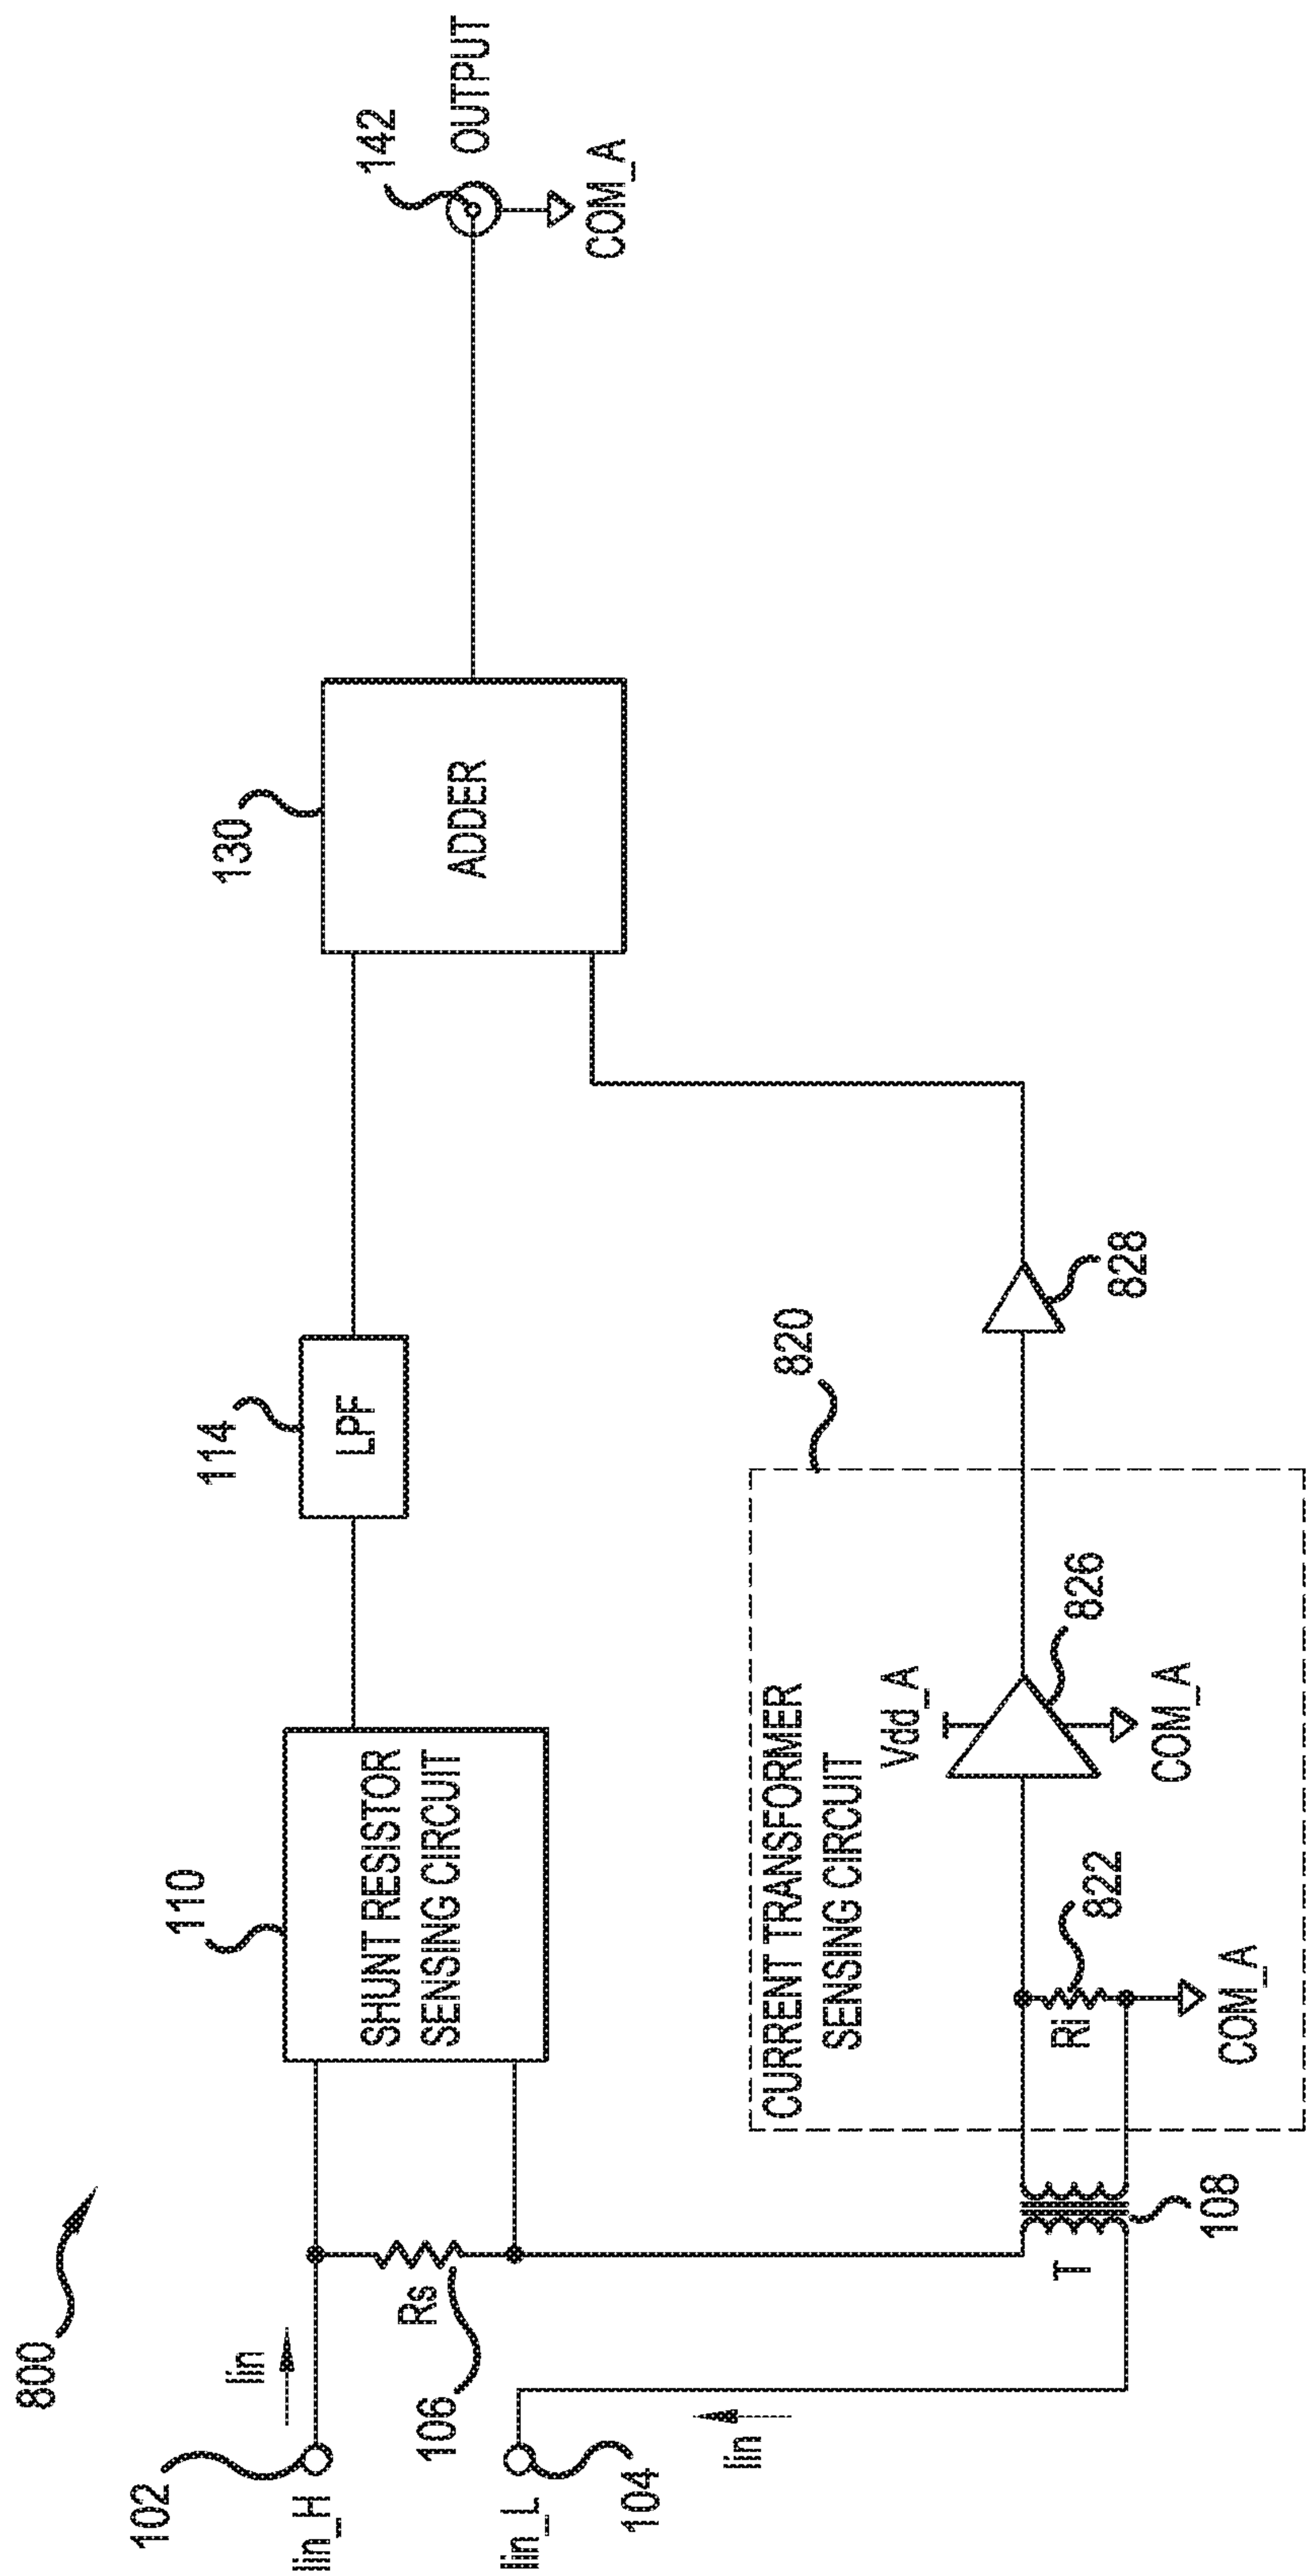 800
102
Iin_H
Iin
Rs
106
Iin_L
104
Iin
110
SHUNT RESISTOR
SENSING CIRCUIT
114
LPF
130
ADDER
142
OUTPUT
COM_A
T
108
820
CURRENT TRANSFORMER
SENSING CIRCUIT
Ri
822
COM_A
Vdd_A
826
COM_A
828